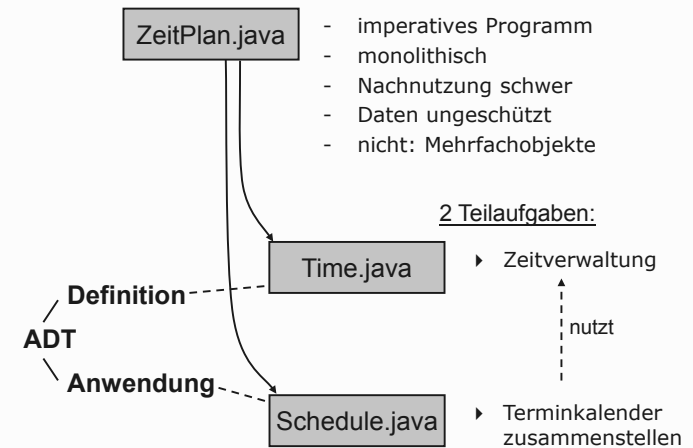 ZeitPlan.java
- imperatives Programm
- monolithisch
- Nachnutzung schwer
- Daten ungeschützt
- nicht: Mehrfachobjekte
2 Teilaufgaben:
Time.java
Zeitverwaltung
Definition
nutzt
ADT
Anwendung
Schedule.java
Terminkalender
zusammenstellen